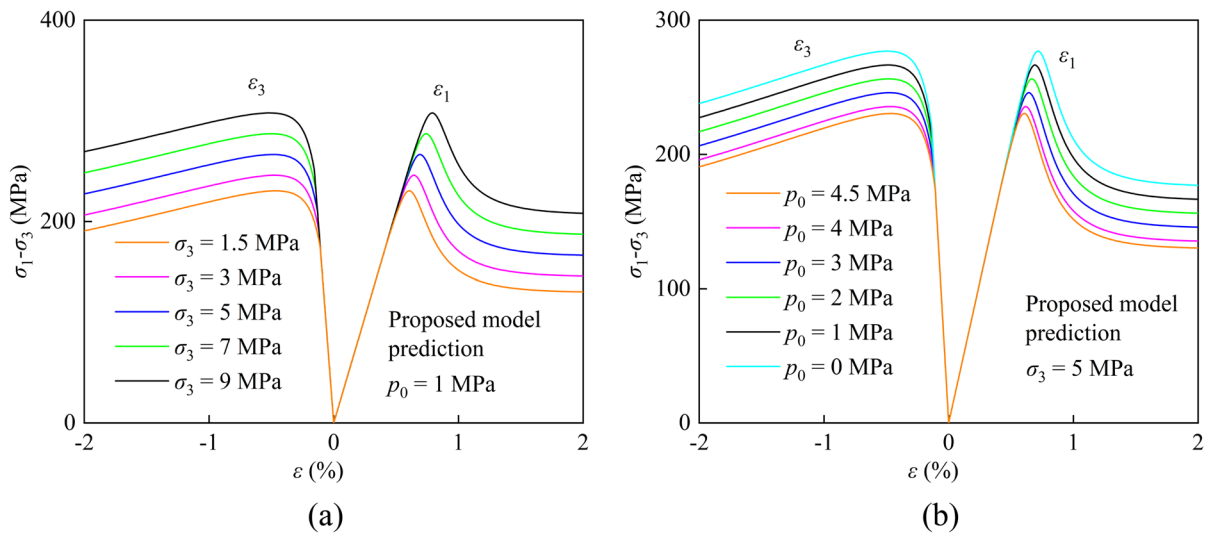 400
300
200
100
0
-2
-1
0
1
2
σ₁-σ₃ (MPa)
ε (%)
ε₃
ε₁
σ₃ = 1.5 MPa
σ₃ = 3 MPa
σ₃ = 5 MPa
σ₃ = 7 MPa
σ₃ = 9 MPa
Proposed model
prediction
p₀ = 1 MPa
(a)
300
200
100
0
-2
-1
0
1
2
σ₁-σ₃ (MPa)
ε (%)
ε₃
ε₁
p₀ = 4.5 MPa
p₀ = 4 MPa
p₀ = 3 MPa
p₀ = 2 MPa
p₀ = 1 MPa
p₀ = 0 MPa
Proposed model
prediction
σ₃ = 5 MPa
(b)